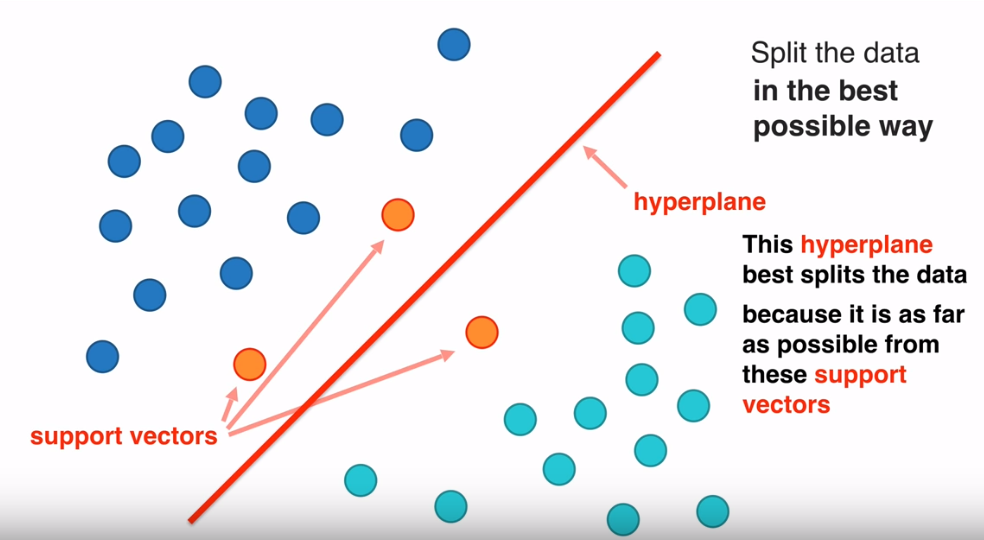 Split the data
in the best
possible way
hyperplane
This hyperplane
best splits the data
because it is as far
as possible from
these support
vectors
support vectors